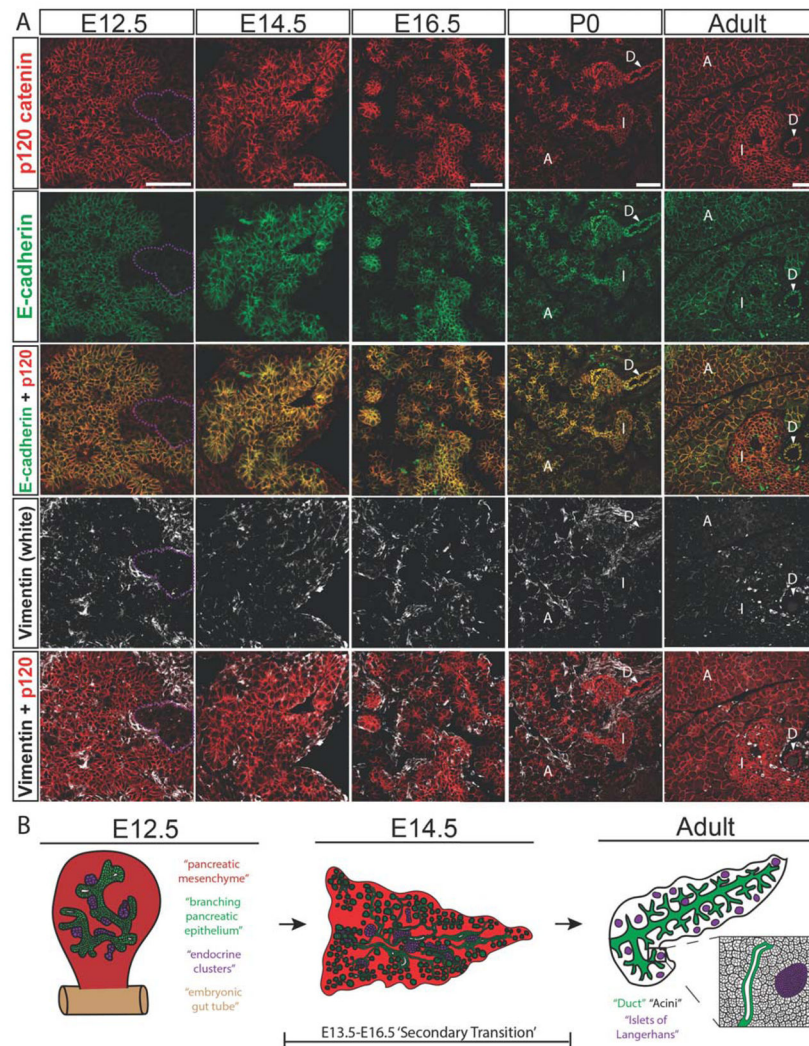 A
E12.5
E14.5
E16.5
P0
Adult
p120 catenin
D
I
A
A
D
I
E-cadherin
D
I
A
A
D
I
E-cadherin + p120
D
I
A
A
D
I
Vimentin (white)
D
I
A
A
D
I
Vimentin + p120
D
I
A
A
D
I
B
E12.5
E14.5
Adult
"pancreatic
mesenchyme"
"branching
pancreatic
epithelium"
"endocrine
clusters"
"embryonic
gut tube"
E13.5-E16.5 'Secondary Transition'
"Duct" "Acini"
"Islets of
Langerhans"